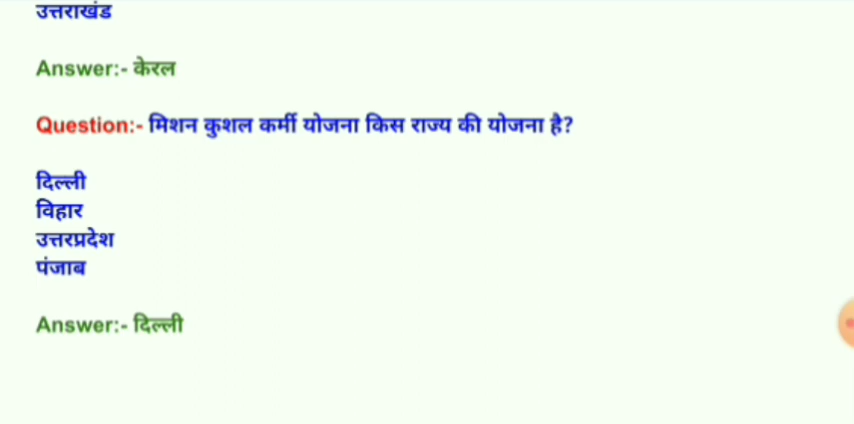 उत्तराखंड
Answer:- केरल
Question:- मिशन कुशल कर्मी योजना किस राज्य की योजना है?
दिल्ली
विहार
उत्तरप्रदेश
पंजाब
Answer:- दिल्ली